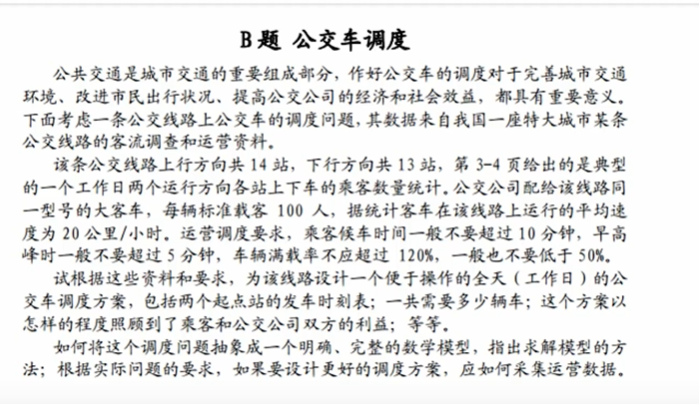 B题 公交车调度
公共交通是城市交通的重要组成部分，作好公交车的调度对于完善城市交通
环境、改进市民出行状况、提高公交公司的经济和社会效益，都具有重要意义。
下面考虑一条公交线路上公交车的调度问题，其数据来自我国一座特大城市某条
公交线路的客流调查和运营资料。
该条公交线路上行方向共14站，下行方向共13站，第3-4页给出的是典型
的一个工作日两个运行方向各站上下车的乘客数量统计。公交公司配给该线路同
一型号的大客车，每辆标准载客 100 人，据统计客车在该线路上运行的平均速
度为20公里/小时。运营调度要求，乘客候车时间一般不要超过10分钟，早高
峰时一般不要超过5分钟，车辆满载率不应超过 120%，一般也不要低于50%。
试根据这些资料和要求，为该线路设计一个便于操作的全天（工作日）的公
交车调度方案，包括两个起点站的发车时刻表；一共需要多少辆车；这个方案以
怎样的程度照顾到了乘客和公交公司双方的利益；等等。
如何将这个调度问题抽象成一个明确、完整的数学模型，指出求解模型的方
法；根据实际问题的要求，如果要设计更好的调度方案，应如何采集运营数据。